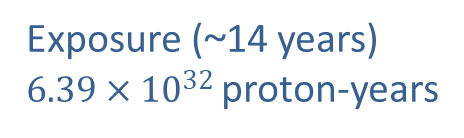 Exposure (~14 years)
6.39 × 10³² proton-years